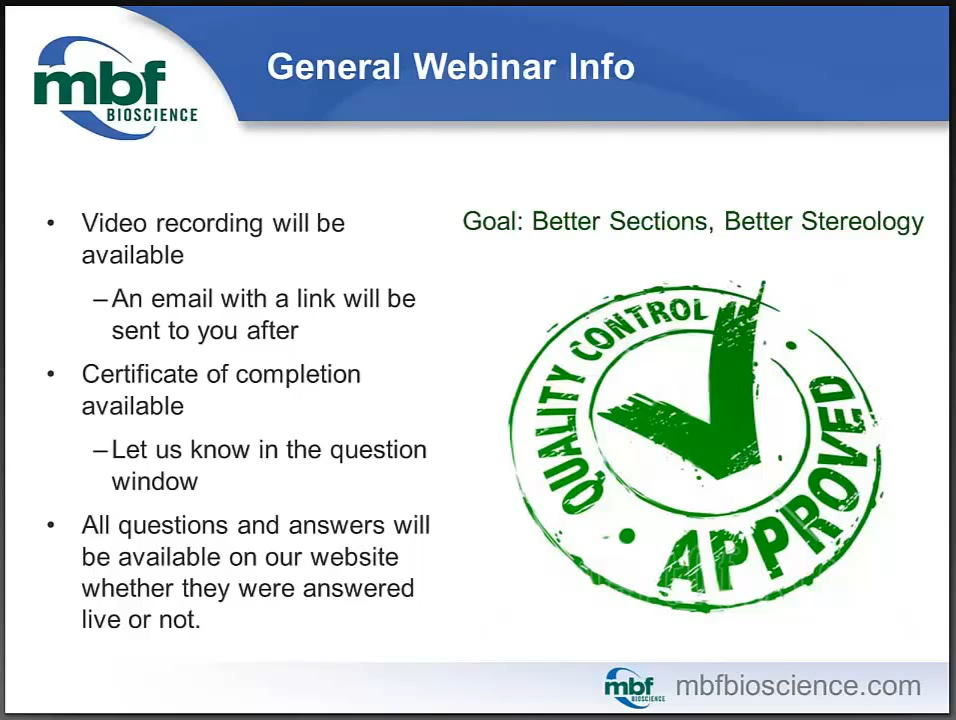 mbf
BIOSCIENCE
General Webinar Info
• Video recording will be
available
–An email with a link will be
sent to you after
• Certificate of completion
available
–Let us know in the question
window
• All questions and answers will
be available on our website
whether they were answered
live or not.
Goal: Better Sections, Better Stereology
QUALITY CONTROL
APPROVED
mbf
BIOSCIENCE
mbfbioscience.com